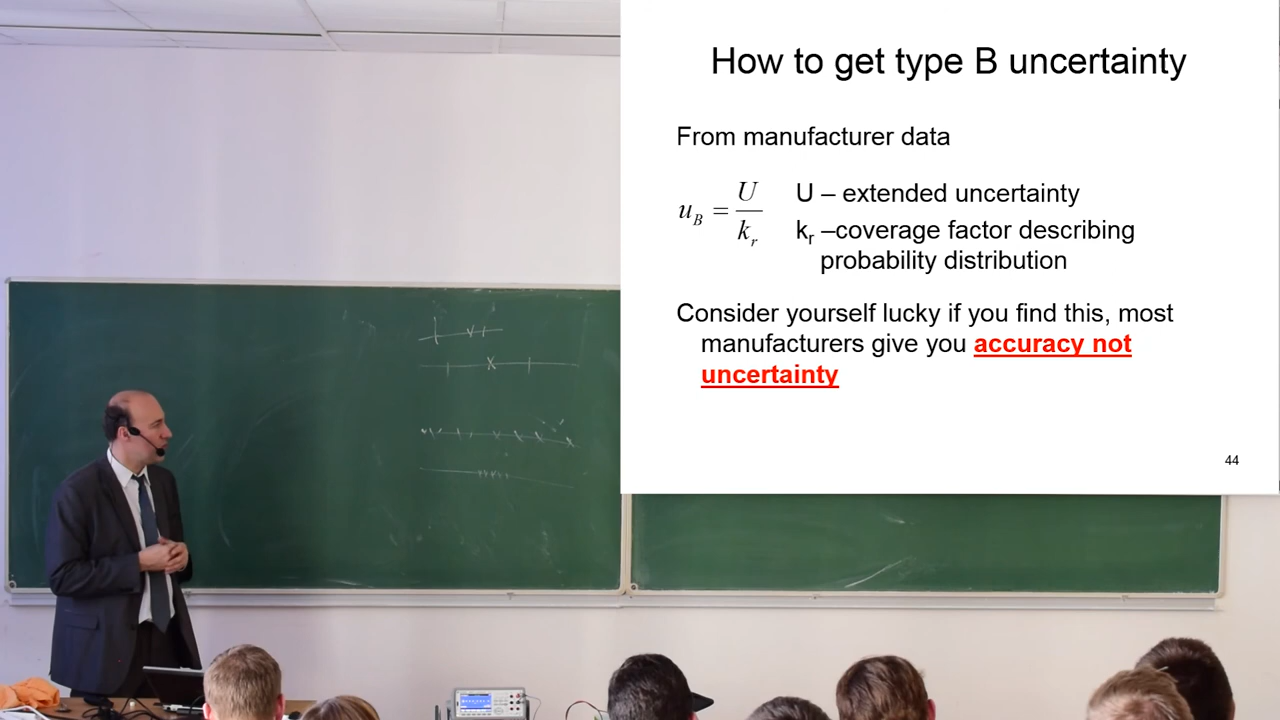 How to get type B uncertainty
From manufacturer data
u_B = U / k_r
U – extended uncertainty
k_r –coverage factor describing
probability distribution
Consider yourself lucky if you find this, most
manufacturers give you accuracy not
uncertainty
44